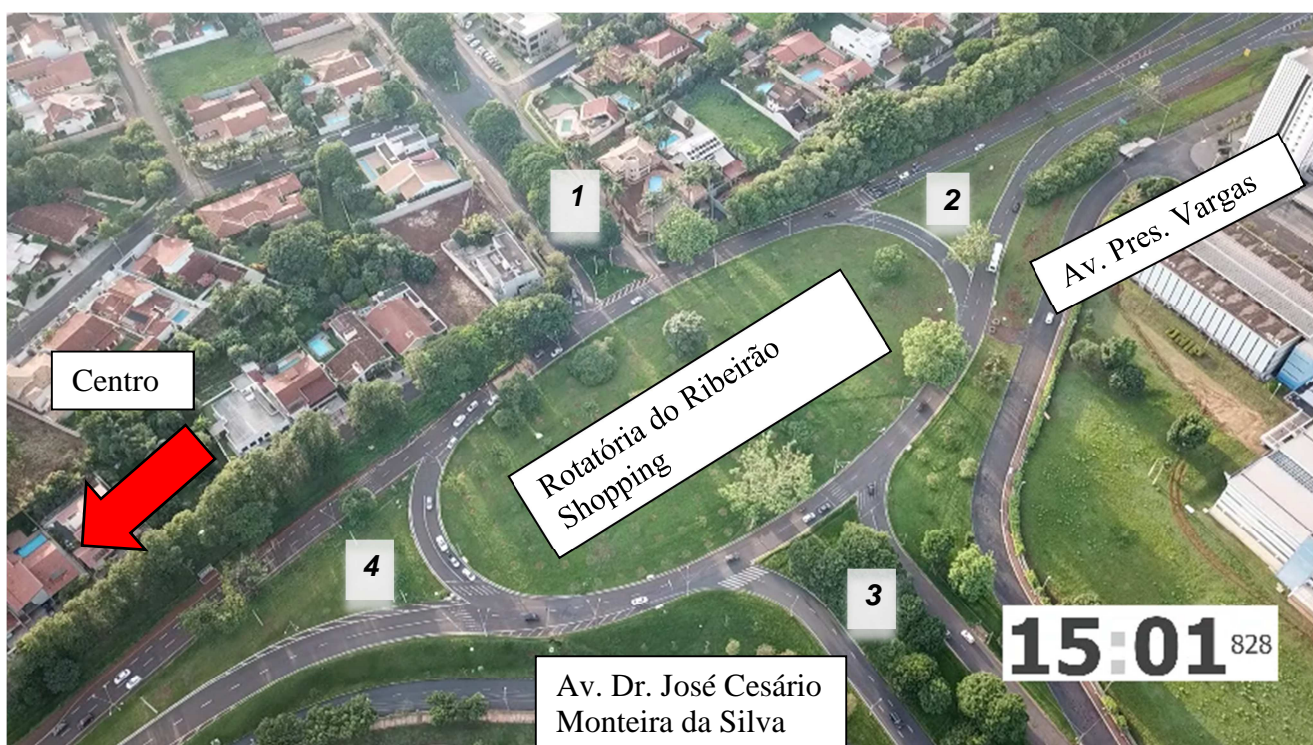 1
2
Av. Pres. Vargas
Centro
Rotatória do Ribeirão
Shopping
4
3
15:01 828
Av. Dr. José Cesário
Monteira da Silva